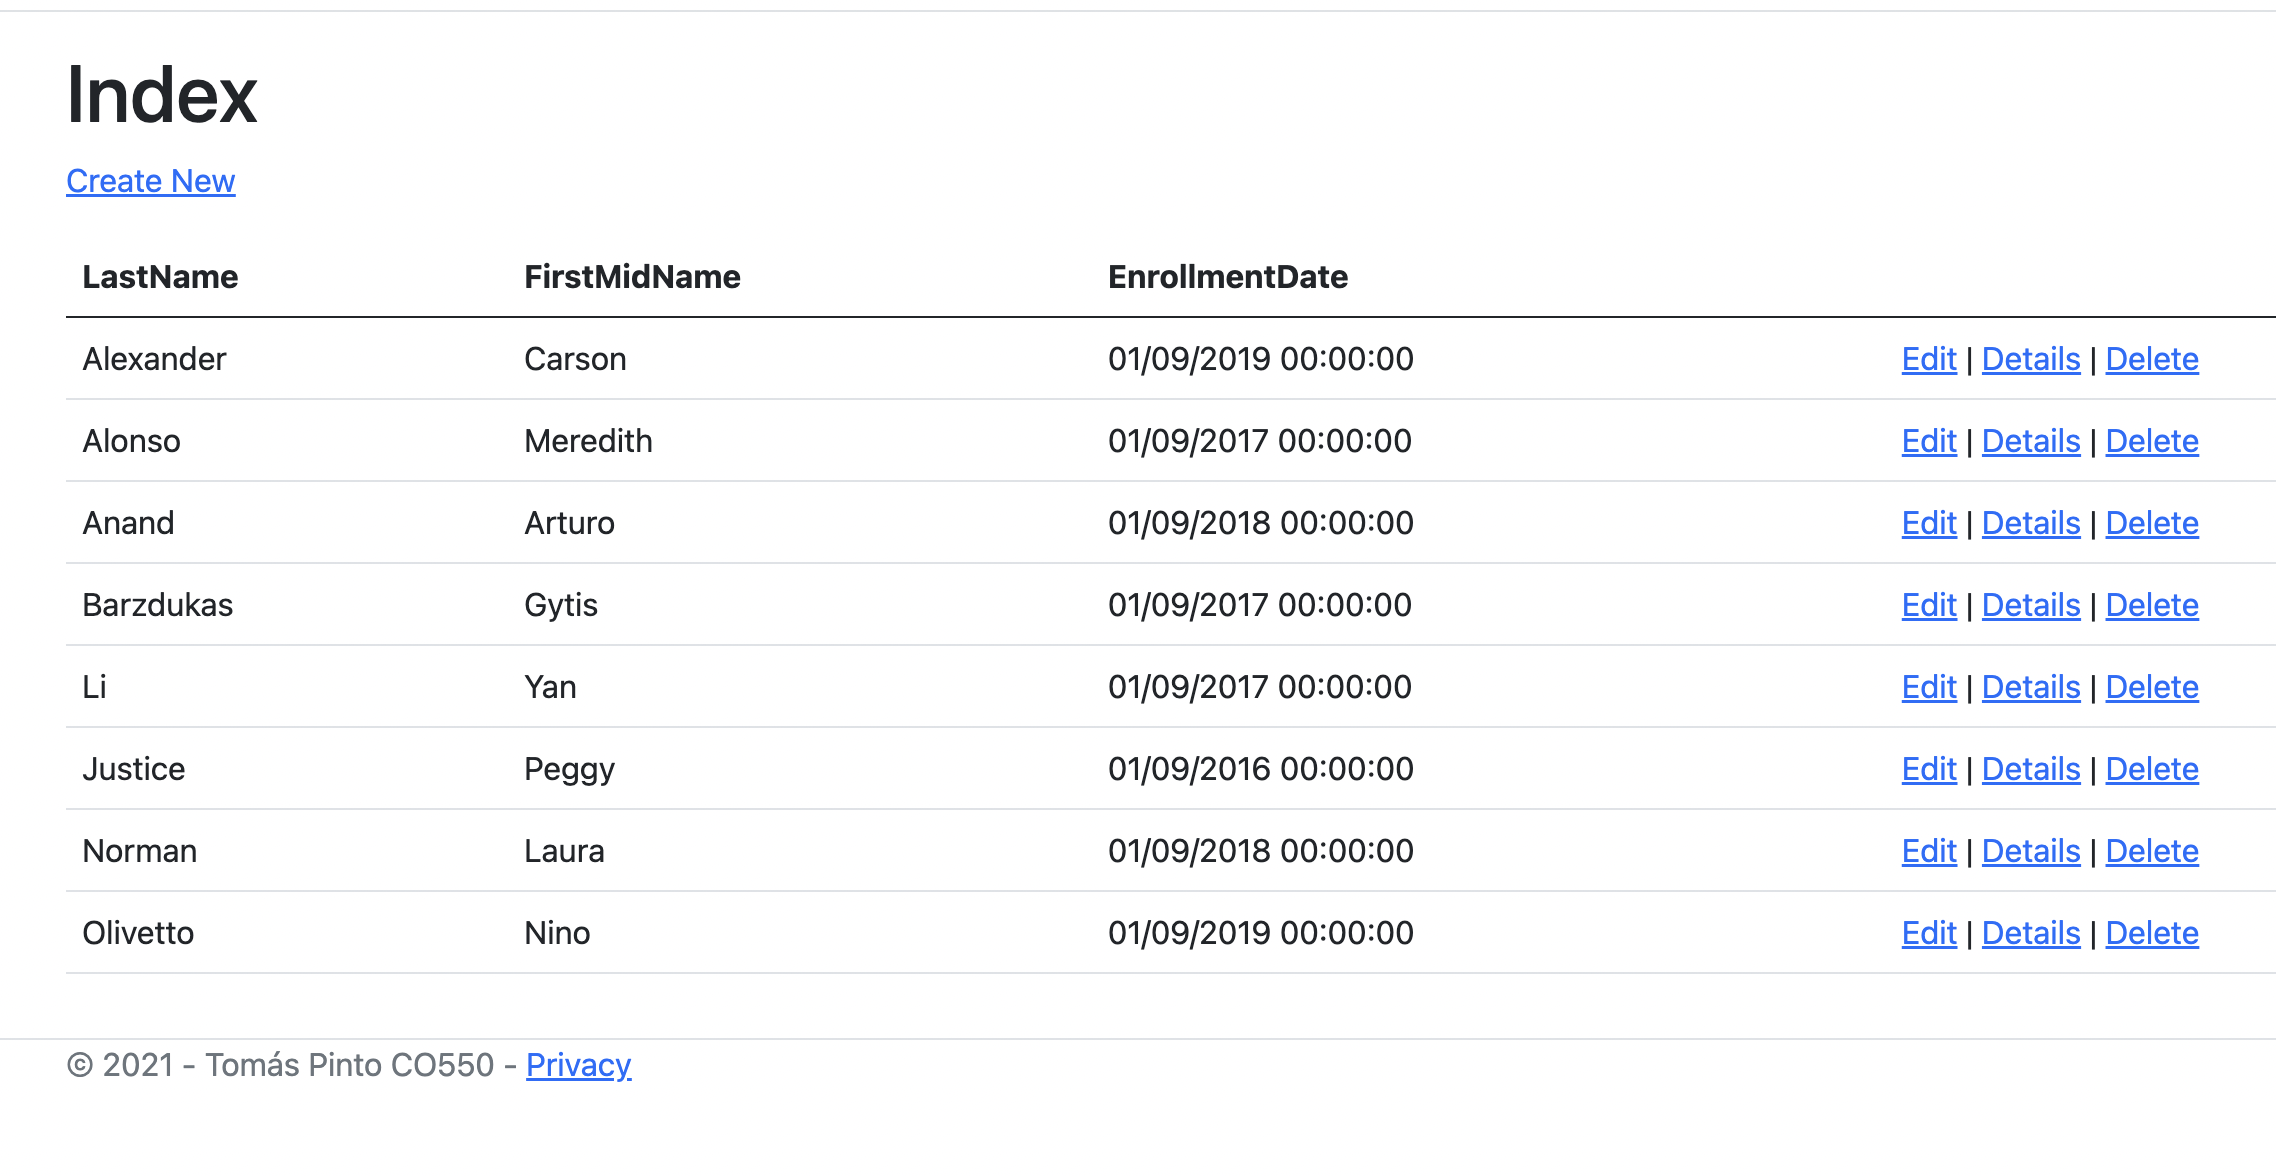 Index
Create New
LastName FirstMidName EnrollmentDate
Alexander Carson 01/09/2019 00:00:00 Edit | Details | Delete
Alonso Meredith 01/09/2017 00:00:00 Edit | Details | Delete
Anand Arturo 01/09/2018 00:00:00 Edit | Details | Delete
Barzdukas Gytis 01/09/2017 00:00:00 Edit | Details | Delete
Li Yan 01/09/2017 00:00:00 Edit | Details | Delete
Justice Peggy 01/09/2016 00:00:00 Edit | Details | Delete
Norman Laura 01/09/2018 00:00:00 Edit | Details | Delete
Olivetto Nino 01/09/2019 00:00:00 Edit | Details | Delete
© 2021 - Tomás Pinto CO550 - Privacy